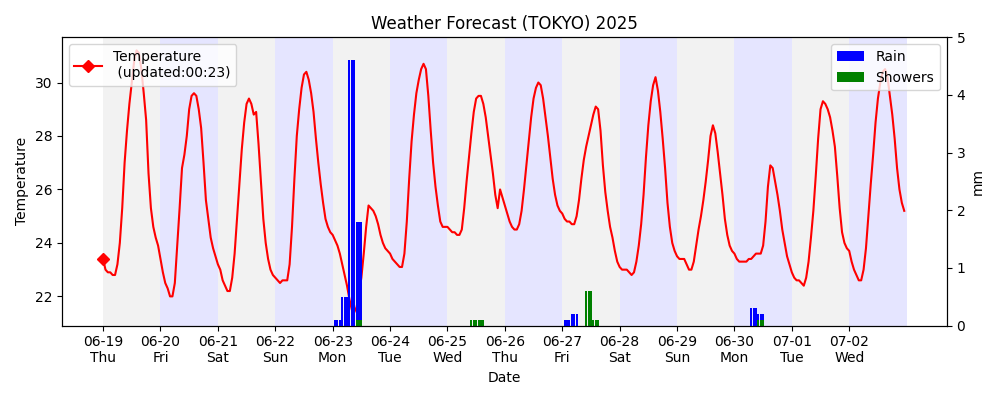 Weather Forecast (TOKYO) 2025
Temperature
(updated:00:23)
Rain
Showers
Temperature
30
28
26
24
22
5
4
3
2
1
0
mm
06-19 06-20 06-21 06-22 06-23 06-24 06-25 06-26 06-27 06-28 06-29 06-30 07-01 07-02
Thu Fri Sat Sun Mon Tue Wed Thu Fri Sat Sun Mon Tue Wed
Date